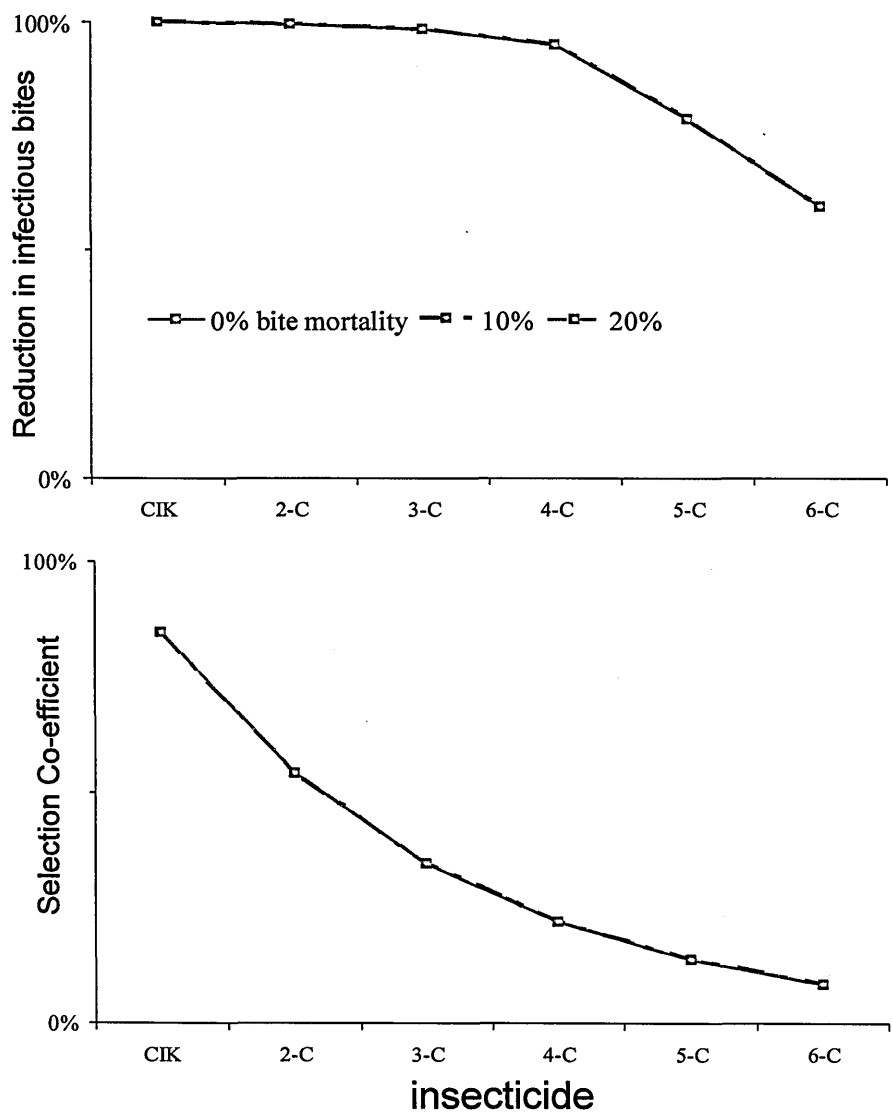 100%
Reduction in infectious bites
0% bite mortality 10% 20%
0%
CIK 2-C 3-C 4-C 5-C 6-C
100%
Selection Co-efficient
0%
CIK 2-C 3-C 4-C 5-C 6-C
insecticide